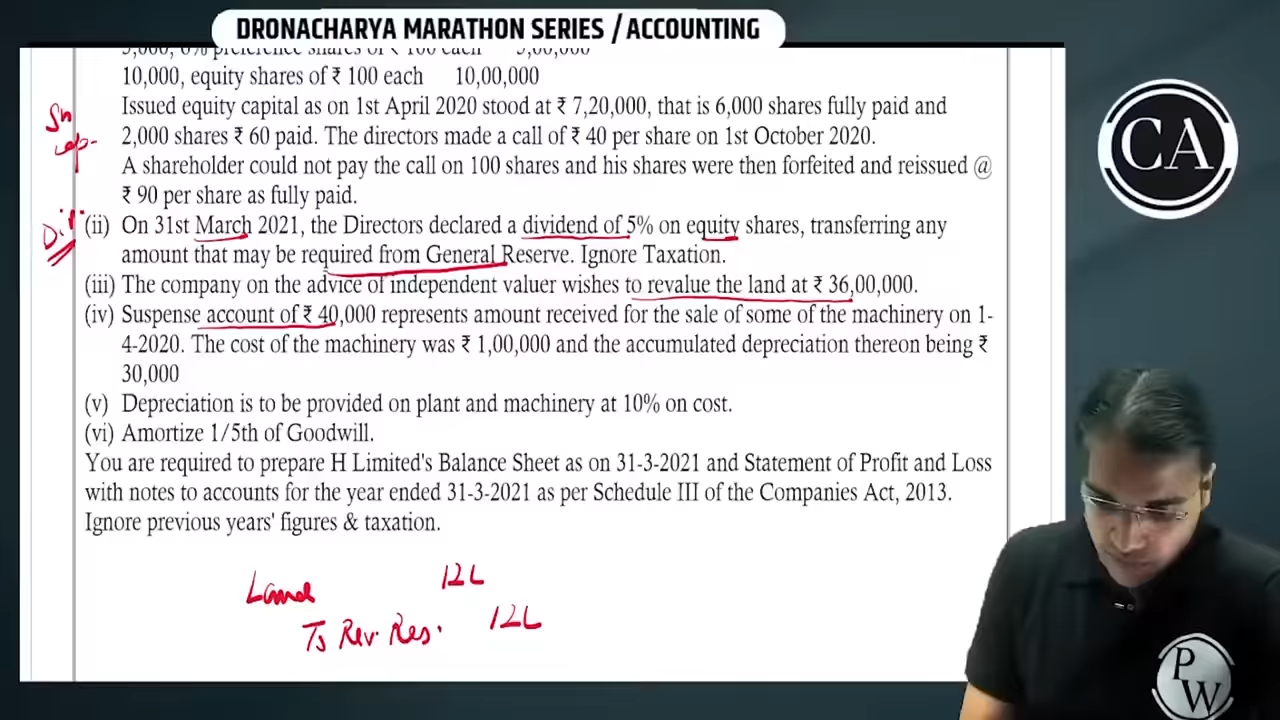 DRONACHARYA MARATHON SERIES / ACCOUNTING
5,000, 6% preference shares of ₹ 100 each 5,00,000
10,000, equity shares of ₹ 100 each 10,00,000
Issued equity capital as on 1st April 2020 stood at ₹ 7,20,000, that is 6,000 shares fully paid and
2,000 shares ₹ 60 paid. The directors made a call of ₹ 40 per share on 1st October 2020.
A shareholder could not pay the call on 100 shares and his shares were then forfeited and reissued @
₹ 90 per share as fully paid.
(ii) On 31st March 2021, the Directors declared a dividend of 5% on equity shares, transferring any
amount that may be required from General Reserve. Ignore Taxation.
(iii) The company on the advice of independent valuer wishes to revalue the land at ₹ 36,00,000.
(iv) Suspense account of ₹ 40,000 represents amount received for the sale of some of the machinery on 1-
4-2020. The cost of the machinery was ₹ 1,00,000 and the accumulated depreciation thereon being ₹
30,000
(v) Depreciation is to be provided on plant and machinery at 10% on cost.
(vi) Amortize 1/5th of Goodwill.
You are required to prepare H Limited's Balance Sheet as on 31-3-2021 and Statement of Profit and Loss
with notes to accounts for the year ended 31-3-2021 as per Schedule III of the Companies Act, 2013.
Ignore previous years' figures & taxation.
Land 12L
To Rev. Res. 12L
Div.
CA
PW